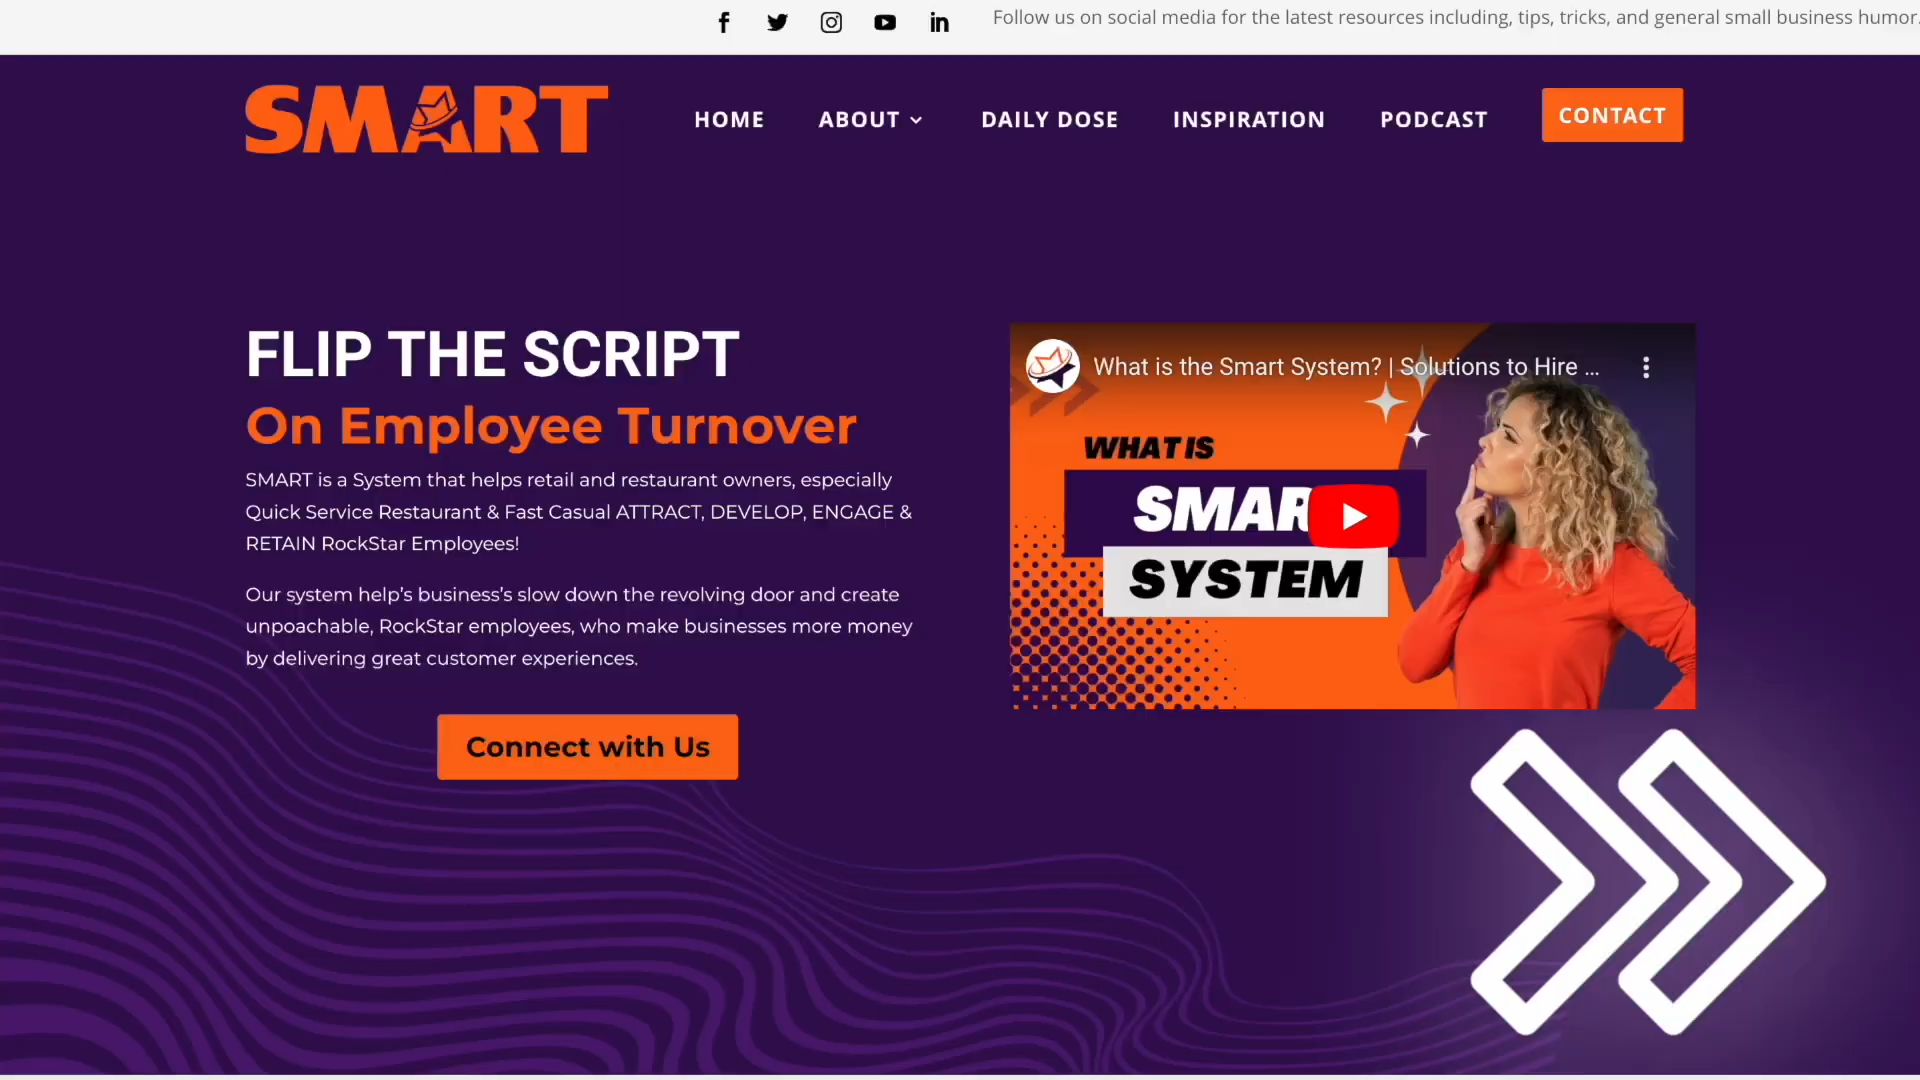 Follow us on social media for the latest resources including, tips, tricks, and general small business humor.
SMART
HOME
ABOUT
DAILY DOSE
INSPIRATION
PODCAST
CONTACT
FLIP THE SCRIPT
On Employee Turnover
SMART is a System that helps retail and restaurant owners, especially
Quick Service Restaurant & Fast Casual ATTRACT, DEVELOP, ENGAGE &
RETAIN RockStar Employees!
Our system help's business's slow down the revolving door and create
unpoachable, RockStar employees, who make businesses more money
by delivering great customer experiences.
Connect with Us
What is the Smart System? | Solutions to Hire ...
WHAT IS
SMAR
SYSTEM